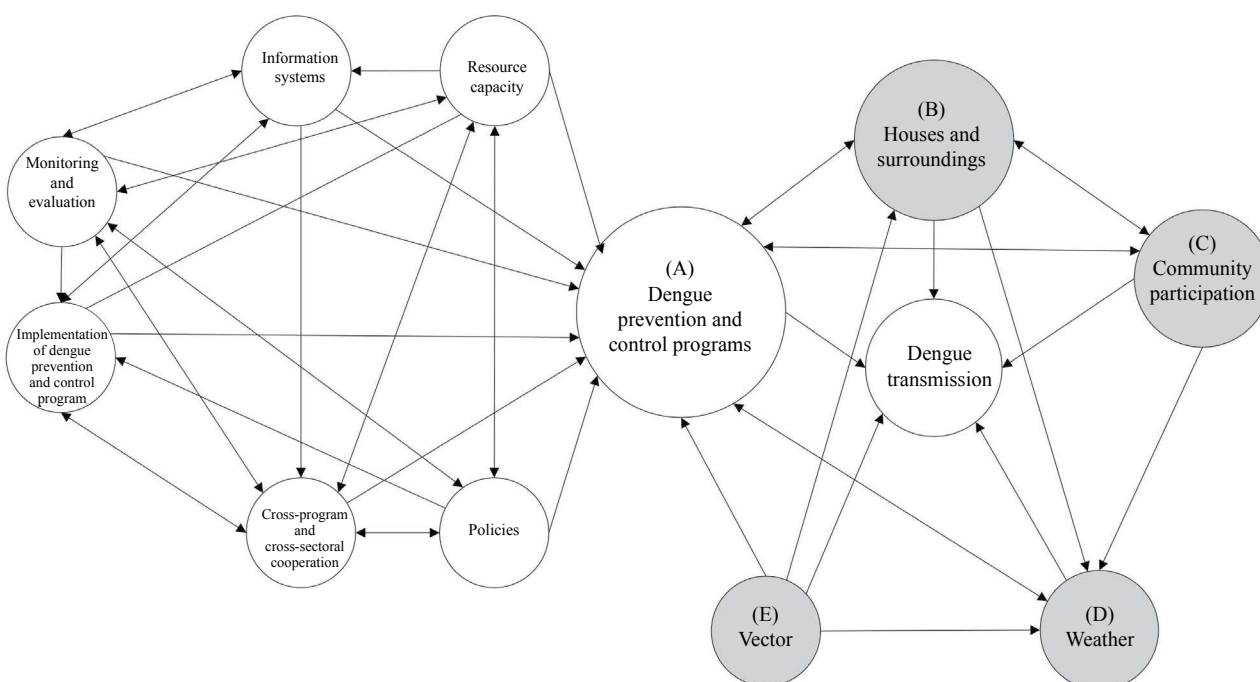 Information
systems
Resource
capacity
Monitoring
and
evaluation
Implementation
of dengue
prevention
and control
program
Cross-program
and
cross-sectoral
cooperation
Policies
(A)
Dengue
prevention and
control programs
(B)
Houses and
surroundings
(C)
Community
participation
Dengue
transmission
(E)
Vector
(D)
Weather